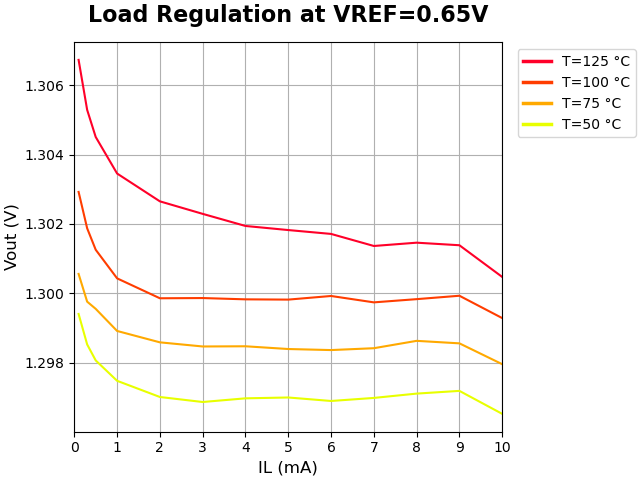 Load Regulation at VREF=0.65V
T=125 °C
T=100 °C
T=75 °C
T=50 °C
1.306
1.304
1.302
1.300
1.298
Vout (V)
0 1 2 3 4 5 6 7 8 9 10
IL (mA)